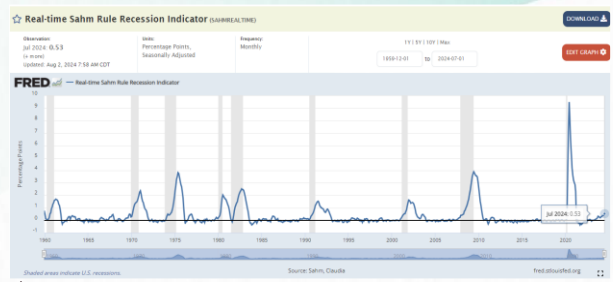 Real-time Sahm Rule Recession Indicator (SAHMREALTIME)
DOWNLOAD
Observation:
Jul 2024: 0.53
(+ more)
Updated: Aug 2, 2024 7:58 AM CDT
Units:
Percentage Points,
Seasonally Adjusted
Frequency:
Monthly
1Y | 5Y | 10Y | Max
1959-12-01 to 2024-07-01
EDIT GRAPH
FRED — Real-time Sahm Rule Recession Indicator
Percentage Points
10
9
8
7
6
5
4
3
2
1
0
-1
Jul 2024: 0.53
1960 1965 1970 1975 1980 1985 1990 1995 2000 2005 2010 2015 2020
Shaded areas indicate U.S. recessions.
Source: Sahm, Claudia
fred.stlouisfed.org